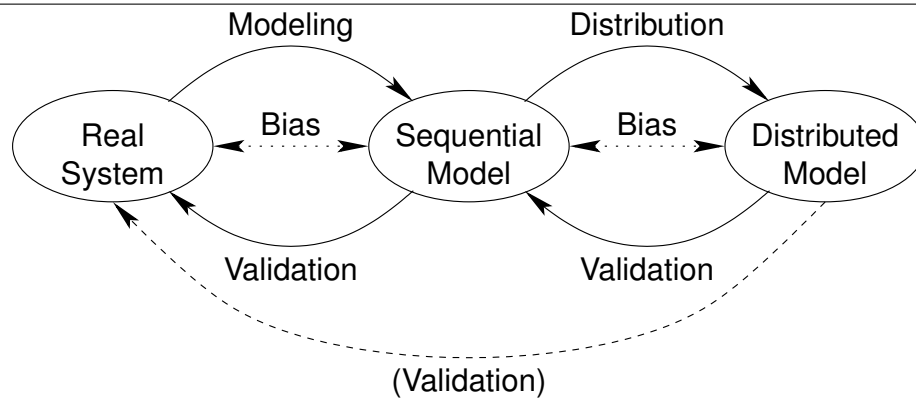 Modeling
Distribution
Real
System
Bias
Sequential
Model
Bias
Distributed
Model
Validation
Validation
(Validation)